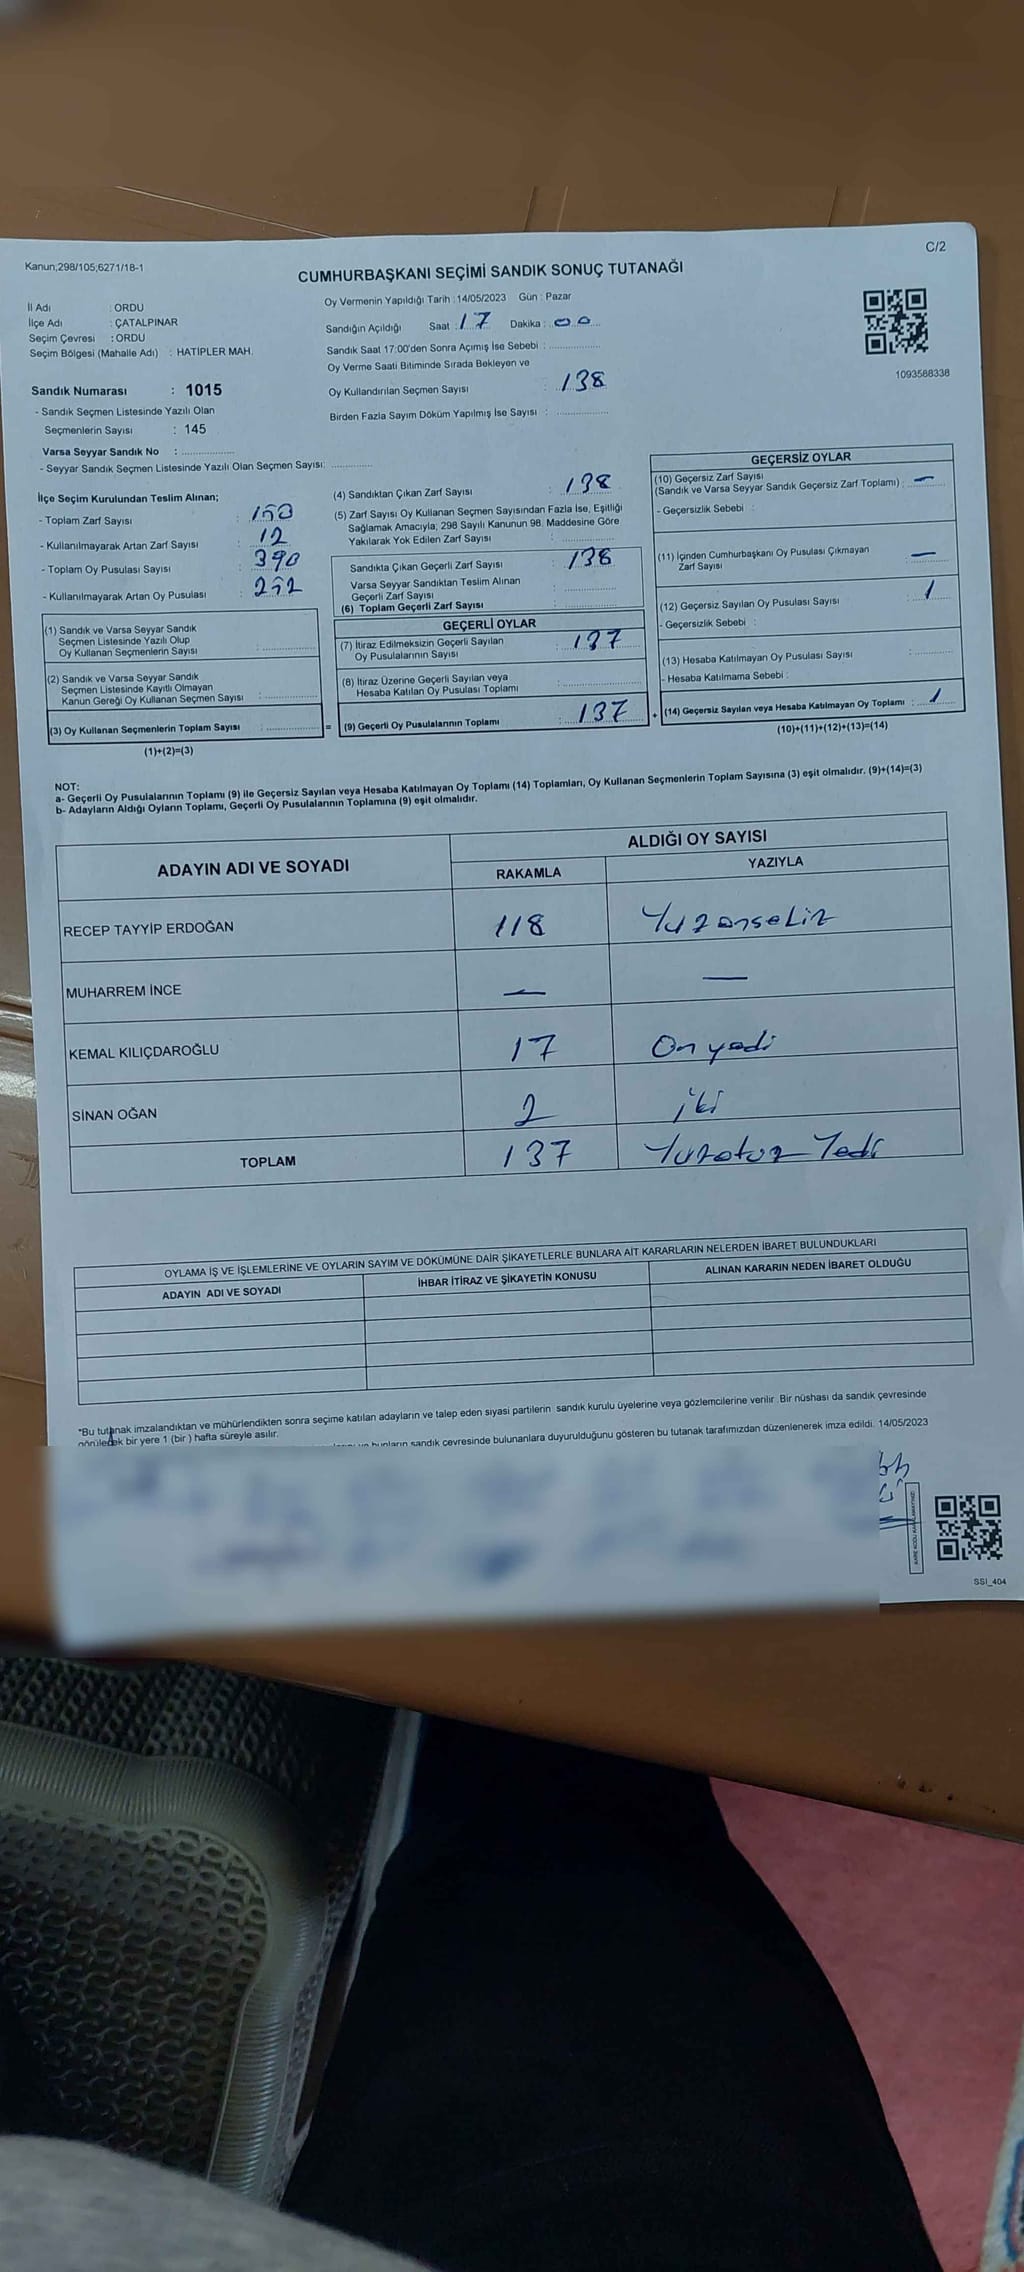 C/2
Kanun;298/105;6271/18-1
CUMHURBAŞKANI SEÇİMİ SANDIK SONUÇ TUTANAĞI
İl Adı : ORDU
İlçe Adı : ÇATALPINAR
Seçim Çevresi : ORDU
Seçim Bölgesi (Mahalle Adı) : HATİPLER MAH.
Oy Vermenin Yapıldığı Tarih : 14/05/2023 Gün : Pazar
Sandığın Açıldığı Saat : 17 Dakika : 00
Sandık Saat 17:00'den Sonra Açımış İse Sebebi :
Oy Verme Saati Bitiminde Sırada Bekleyen ve
Oy Kullandırılan Seçmen Sayısı : 138
Birden Fazla Sayım Döküm Yapılmış İse Sayısı :
1093588338
Sandık Numarası : 1015
- Sandık Seçmen Listesinde Yazılı Olan
Seçmenlerin Sayısı : 145
Varsa Seyyar Sandık No :
- Seyyar Sandık Seçmen Listesinde Yazılı Olan Seçmen Sayısı:
İlçe Seçim Kurulundan Teslim Alınan;
- Toplam Zarf Sayısı : 150
- Kullanılmayarak Artan Zarf Sayısı : 12
- Toplam Oy Pusulası Sayısı : 390
- Kullanılmayarak Artan Oy Pusulası : 252
(1) Sandık ve Varsa Seyyar Sandık
Seçmen Listesinde Yazılı Olup
Oy Kullanan Seçmenlerin Sayısı :
(2) Sandık ve Varsa Seyyar Sandık
Seçmen Listesinde Kayıtlı Olmayan
Kanun Gereği Oy Kullanan Seçmen Sayısı :
(3) Oy Kullanan Seçmenlerin Toplam Sayısı :
(1)+(2)=(3)
(4) Sandıktan Çıkan Zarf Sayısı : 138
(5) Zarf Sayısı Oy Kullanan Seçmen Sayısından Fazla İse, Eşitliği
Sağlamak Amacıyla; 298 Sayılı Kanunun 98. Maddesine Göre
Yakılarak Yok Edilen Zarf Sayısı :
Sandıkta Çıkan Geçerli Zarf Sayısı : 138
Varsa Seyyar Sandıktan Teslim Alınan
Geçerli Zarf Sayısı :
(6) Toplam Geçerli Zarf Sayısı :
GEÇERLİ OYLAR
(7) İtiraz Edilmeksizin Geçerli Sayılan
Oy Pusulalarının Sayısı : 137
(8) İtiraz Üzerine Geçerli Sayılan veya
Hesaba Katılan Oy Pusulası Toplamı :
= (9) Geçerli Oy Pusulalarının Toplamı : 137
GEÇERSİZ OYLAR
(10) Geçersiz Zarf Sayısı
(Sandık ve Varsa Seyyar Sandık Geçersiz Zarf Toplamı) : —
- Geçersizlik Sebebi :
(11) İçinden Cumhurbaşkanı Oy Pusulası Çıkmayan
Zarf Sayısı : —
(12) Geçersiz Sayılan Oy Pusulası Sayısı : 1
- Geçersizlik Sebebi :
(13) Hesaba Katılmayan Oy Pusulası Sayısı :
- Hesaba Katılmama Sebebi :
+ (14) Geçersiz Sayılan veya Hesaba Katılmayan Oy Toplamı : 1
(10)+(11)+(12)+(13)=(14)
NOT:
a- Geçerli Oy Pusulalarının Toplamı (9) ile Geçersiz Sayılan veya Hesaba Katılmayan Oy Toplamı (14) Toplamları, Oy Kullanan Seçmenlerin Toplam Sayısına (3) eşit olmalıdır. (9)+(14)=(3)
b- Adayların Aldığı Oyların Toplamı, Geçerli Oy Pusulalarının Toplamına (9) eşit olmalıdır.
ADAYIN ADI VE SOYADI ALDIĞI OY SAYISI
RAKAMLA YAZIYLA
RECEP TAYYİP ERDOĞAN 118 Yuzonsekiz
MUHARREM İNCE — —
KEMAL KILIÇDAROĞLU 17 On yedi
SİNAN OĞAN 2 iki
TOPLAM 137 Yuzotuz Yedi
OYLAMA İŞ VE İŞLEMLERİNE VE OYLARIN SAYIM VE DÖKÜMÜNE DAİR ŞİKAYETLERLE BUNLARA AİT KARARLARIN NELERDEN İBARET BULUNDUKLARI
ADAYIN ADI VE SOYADI İHBAR İTİRAZ VE ŞİKAYETİN KONUSU ALINAN KARARIN NEDEN İBARET OLDUĞU
*Bu tutanak imzalandıktan ve mühürlendikten sonra seçime katılan adayların ve talep eden siyasi partilerin sandık kurulu üyelerine veya gözlemcilerine verilir. Bir nüshası da sandık çevresinde
görülecek bir yere 1 (bir) hafta süreyle asılır.
bunların sandık çevresinde bulunanlara duyurulduğunu gösteren bu tutanak tarafımızdan düzenlenerek imza edildi. 14/05/2023
SSI_404